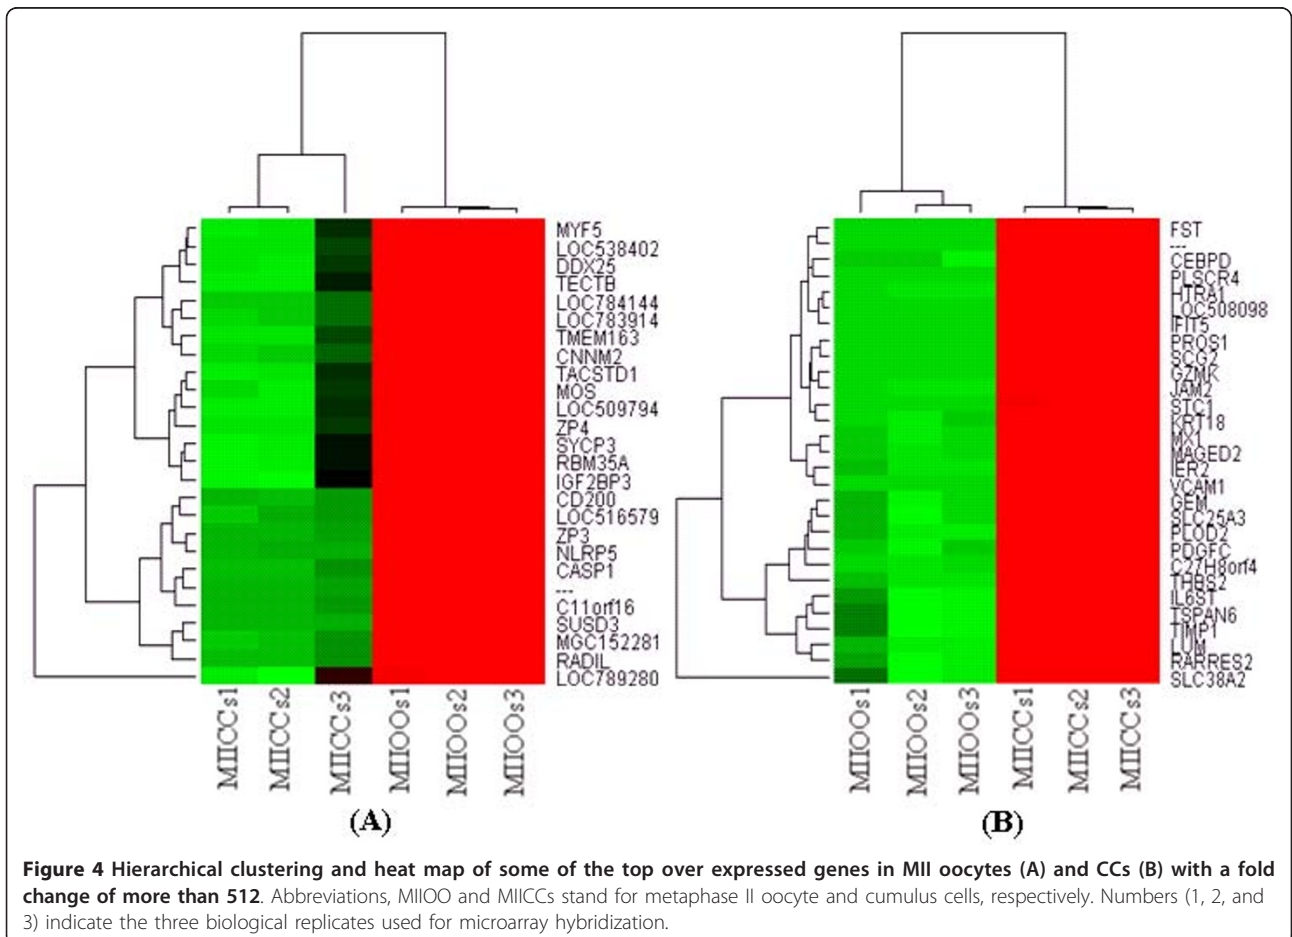 MYF5
LOC538402
DDX25
TECTB
LOC784144
LOC783914
TMEM163
CNNM2
TACSTD1
MOS
LOC509794
ZP4
SYCP3
RBM35A
IGF2BP3
CD200
LOC516579
ZP3
NLRP5
CASP1
---
C11orf16
SUSD3
MGC152281
RADIL
LOC789280
MIICCs1
MIICCs2
MIICCs3
MIIOOs1
MIIOOs2
MIIOOs3
(A)
FST
---
CEBPD
PLSCR4
HTRA1
LOC508098
IFIT5
PROS1
SCG2
GZMK
JAM2
STC1
KRT18
MX1
MAGED2
IER2
VCAM1
GEM
SLC25A3
PLOD2
PDGFC
C27H8orf4
THBS2
IL6ST
TSPAN6
TIMP1
LUM
RARRES2
SLC38A2
MIIOOs1
MIIOOs2
MIIOOs3
MIICCs1
MIICCs2
MIICCs3
(B)
Figure 4 Hierarchical clustering and heat map of some of the top over expressed genes in MII oocytes (A) and CCs (B) with a fold
change of more than 512. Abbreviations, MIIOO and MIICCs stand for metaphase II oocyte and cumulus cells, respectively. Numbers (1, 2, and
3) indicate the three biological replicates used for microarray hybridization.